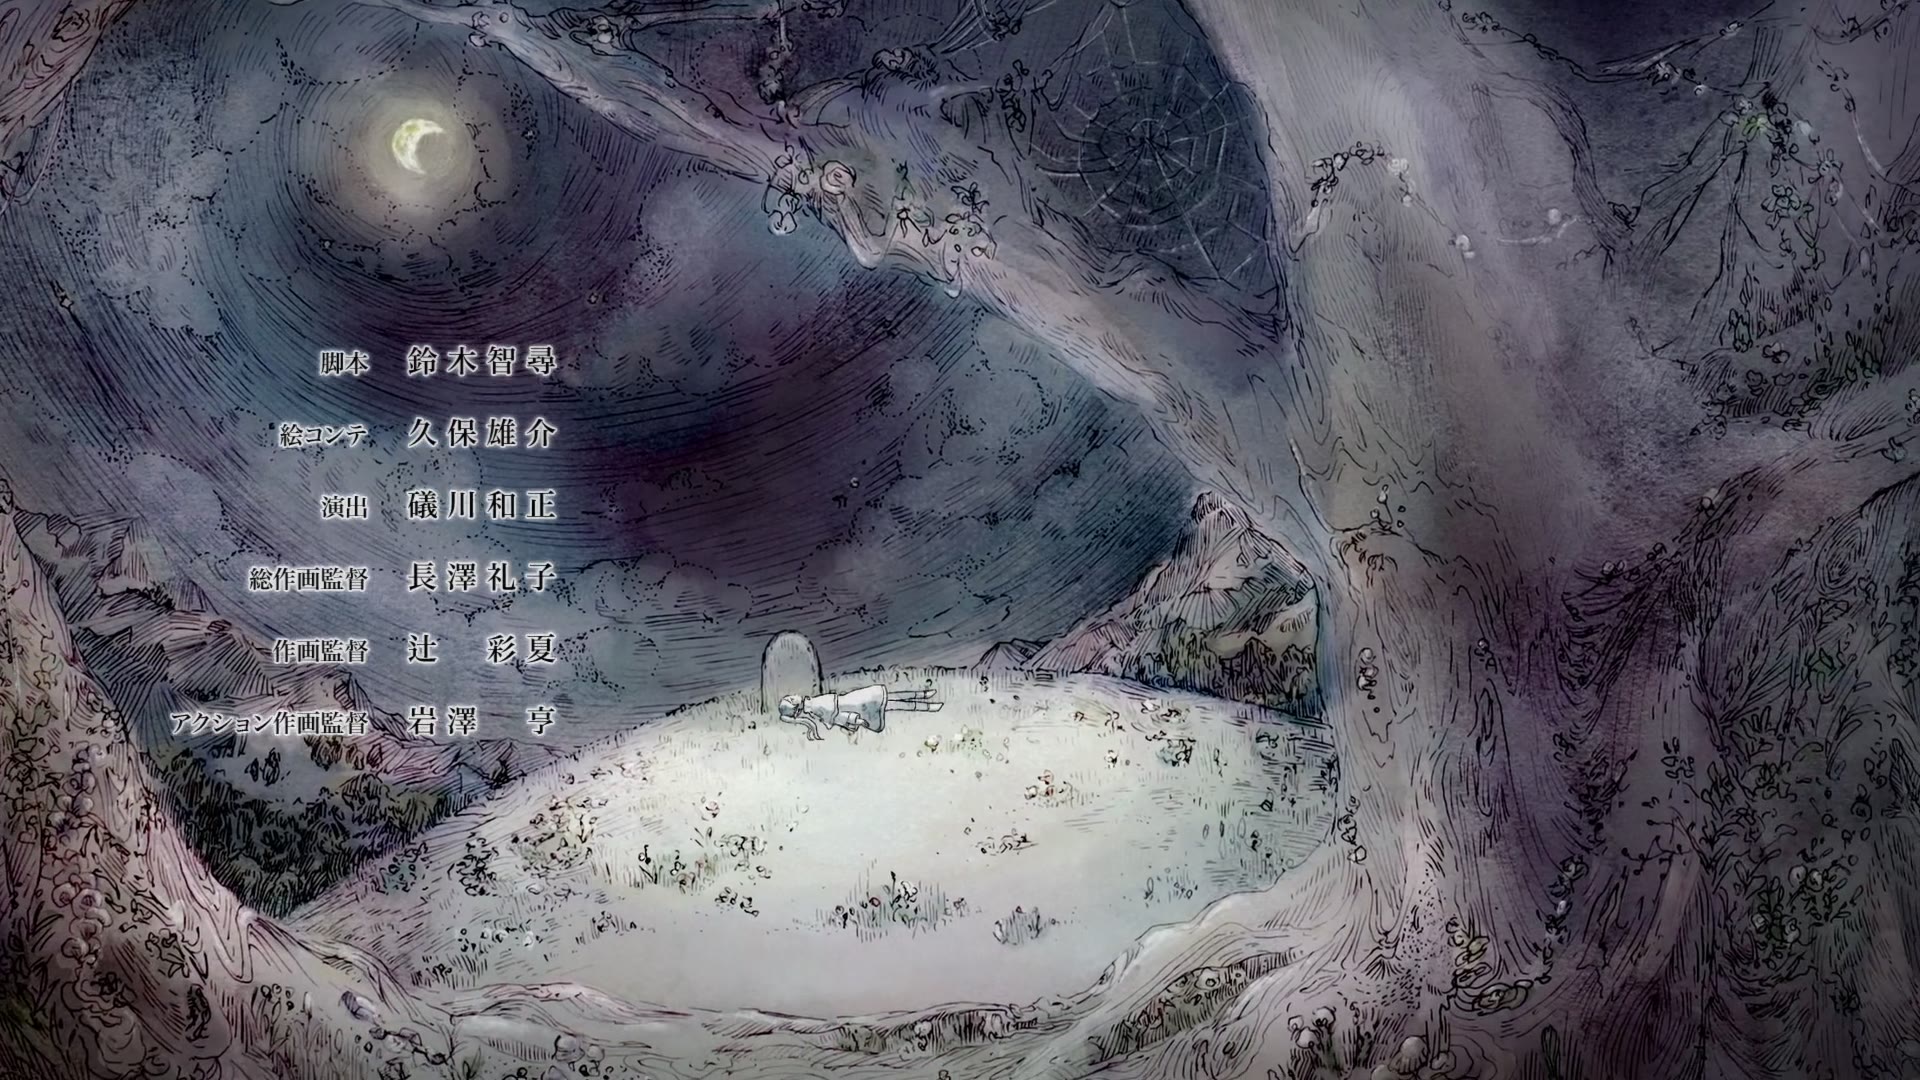 脚本 鈴木智尋
絵コンテ 久保雄介
演出 礒川和正
総作画監督 長澤礼子
作画監督 辻 彩夏
アクション作画監督 岩澤 亨